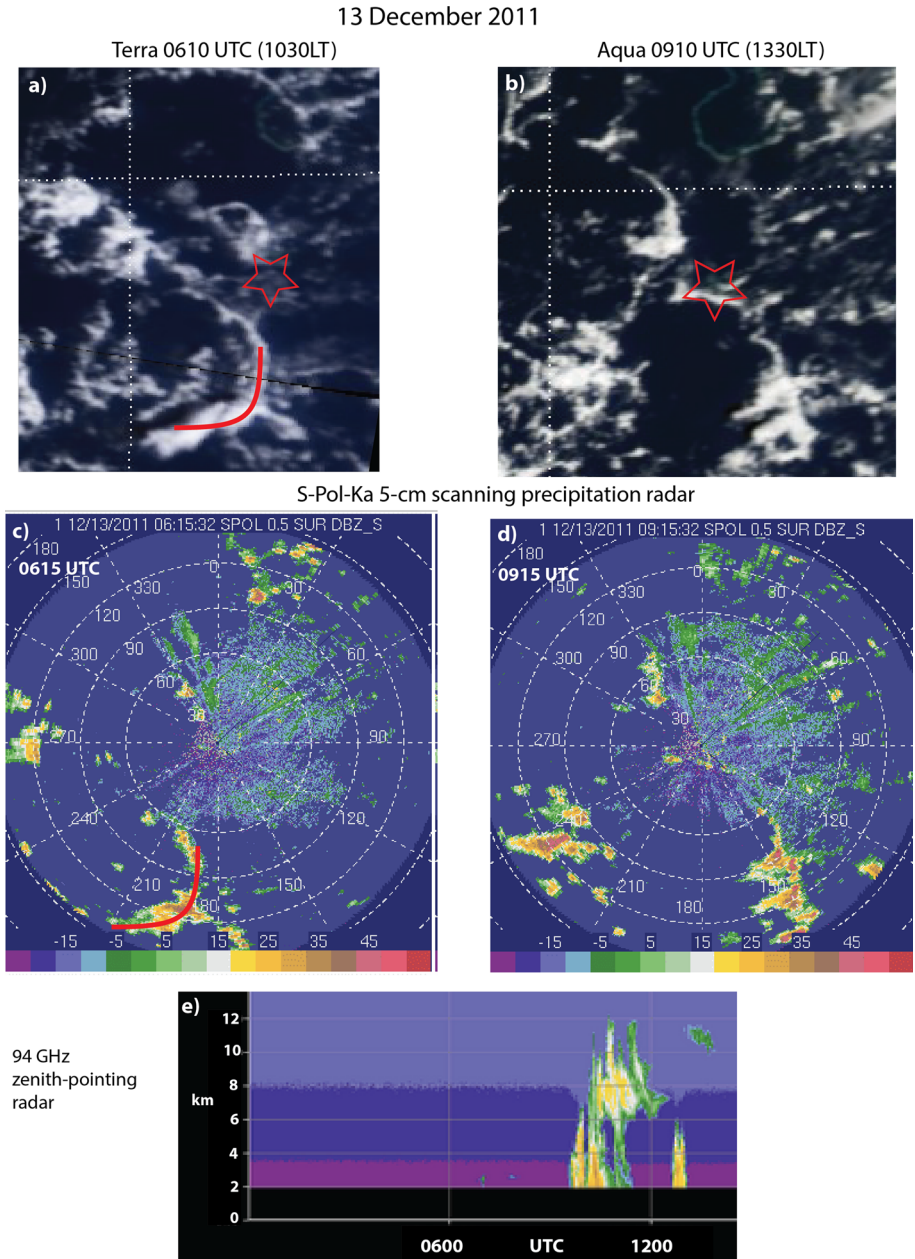 13 December 2011
Terra 0610 UTC (1030LT)
Aqua 0910 UTC (1330LT)
a)
b)
S-Pol-Ka 5-cm scanning precipitation radar
c)
1 12/13/2011 06:15:32 SPOL 0.5 SUR DBZ_S
0615 UTC
180
150
120
90
60
30
0
30
60
90
120
150
180
210
240
270
300
330
-15 -5 5 15 25 35 45
d)
1 12/13/2011 09:15:32 SPOL 0.5 SUR DBZ_S
0915 UTC
180
150
120
90
60
30
0
30
60
90
120
150
180
210
240
270
300
330
-15 -5 5 15 25 35 45
e)
94 GHz
zenith-pointing
radar
km
12
10
8
6
4
2
0
0600 UTC 1200